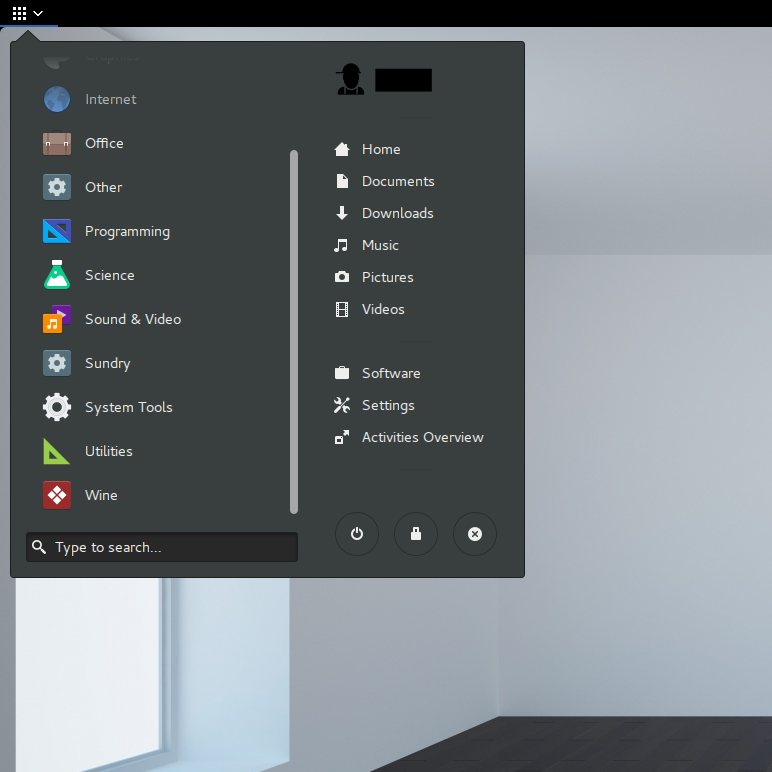 Graphics
Internet
Office
Other
Programming
Science
Sound & Video
Sundry
System Tools
Utilities
Wine
Type to search...
Home
Documents
Downloads
Music
Pictures
Videos
Software
Settings
Activities Overview